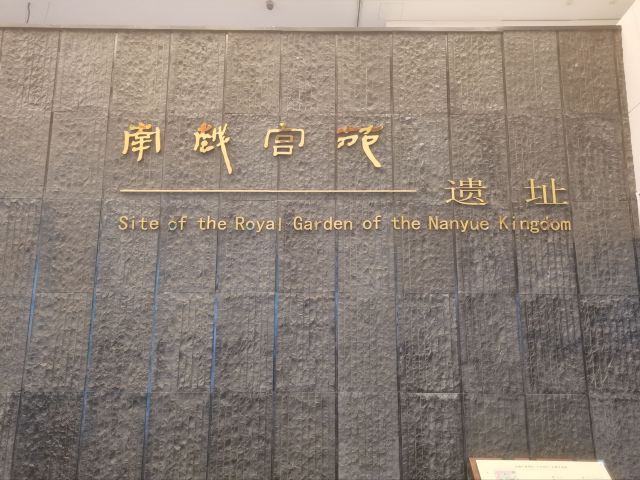 南越宫苑
遗址
Site of the Royal Garden of the Nanyue Kingdom